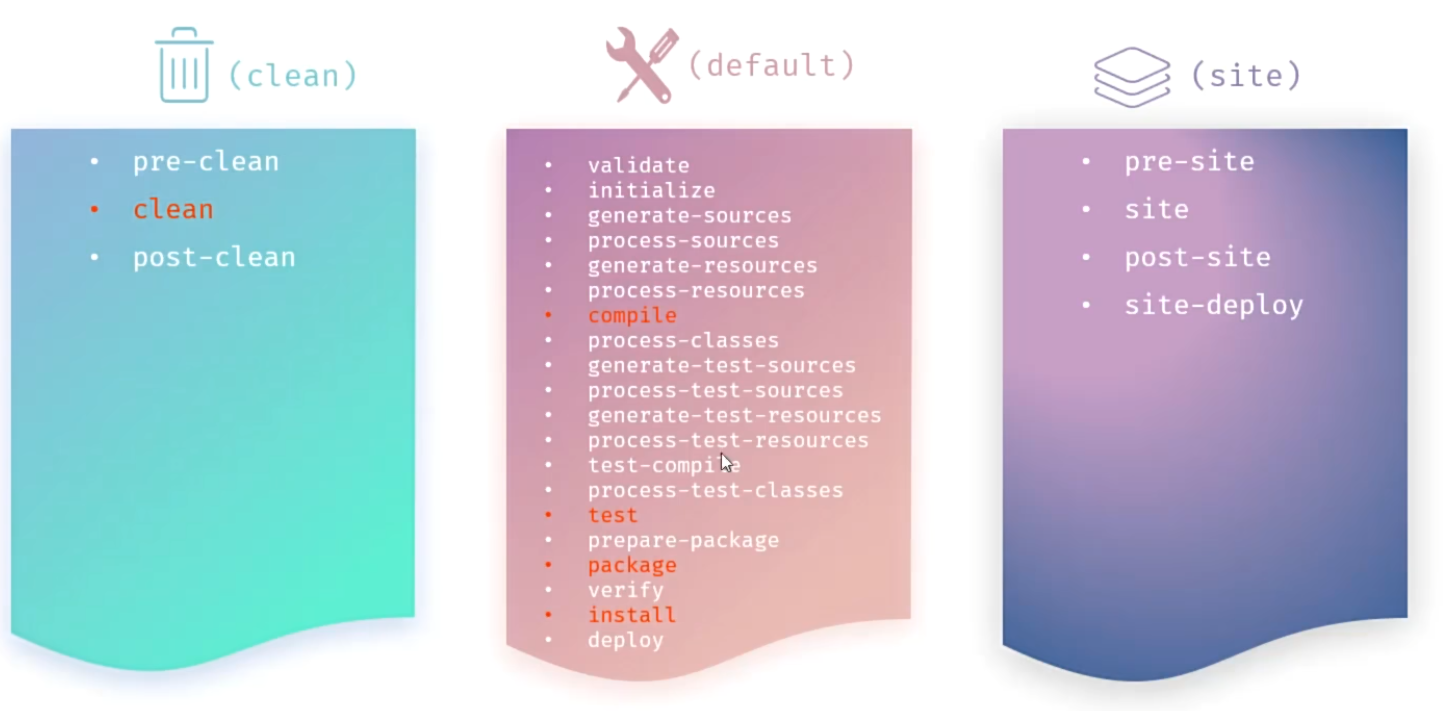 (clean)
• pre-clean
• clean
• post-clean
(default)
• validate
• initialize
• generate-sources
• process-sources
• generate-resources
• process-resources
• compile
• process-classes
• generate-test-sources
• process-test-sources
• generate-test-resources
• process-test-resources
• test-compile
• process-test-classes
• test
• prepare-package
• package
• verify
• install
• deploy
(site)
• pre-site
• site
• post-site
• site-deploy